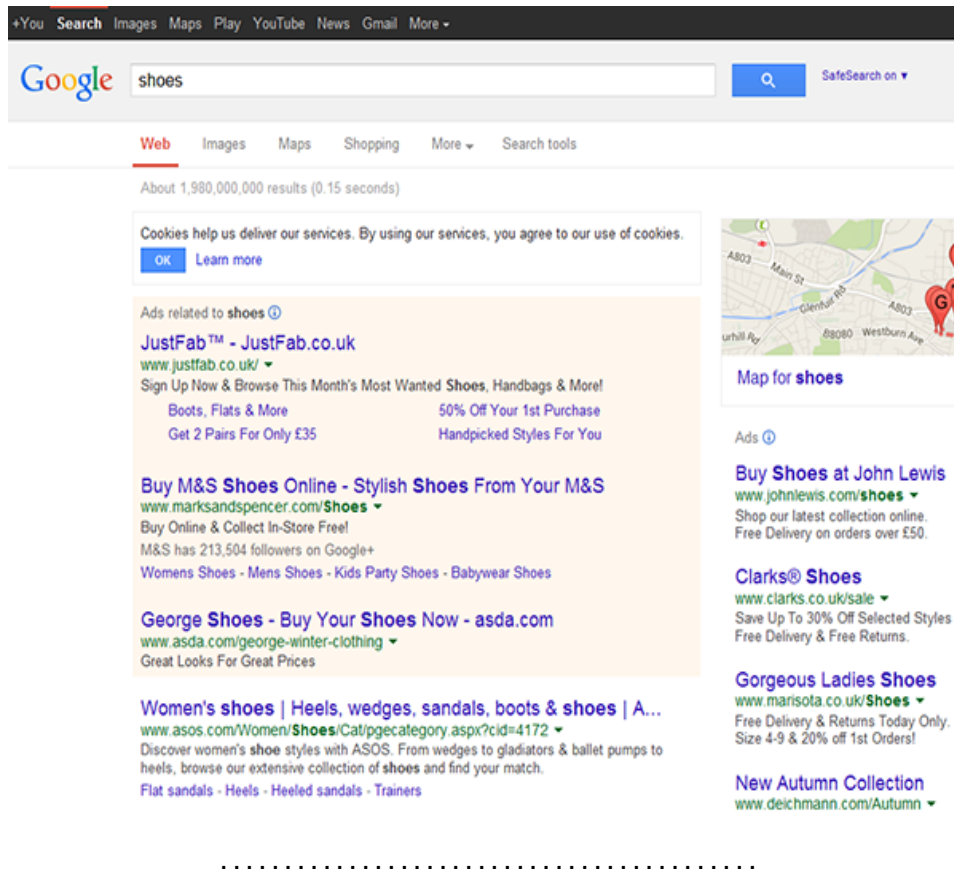 +You Search Images Maps Play YouTube News Gmail More
Google shoes SafeSearch on
Web Images Maps Shopping More Search tools
About 1,980,000,000 results (0.15 seconds)
Cookies help us deliver our services. By using our services, you agree to our use of cookies.
OK Learn more
Ads related to shoes
JustFab™ - JustFab.co.uk
www.justfab.co.uk/
Sign Up Now & Browse This Month's Most Wanted Shoes, Handbags & More!
Boots, Flats & More 50% Off Your 1st Purchase
Get 2 Pairs For Only £35 Handpicked Styles For You
Buy M&S Shoes Online - Stylish Shoes From Your M&S
www.marksandspencer.com/Shoes
Buy Online & Collect In-Store Free!
M&S has 213,504 followers on Google+
Womens Shoes - Mens Shoes - Kids Party Shoes - Babywear Shoes
George Shoes - Buy Your Shoes Now - asda.com
www.asda.com/george-winter-clothing
Great Looks For Great Prices
Women's shoes | Heels, wedges, sandals, boots & shoes | A...
www.asos.com/Women/Shoes/Cat/pgecategory.aspx?cid=4172
Discover women's shoe styles with ASOS. From wedges to gladiators & ballet pumps to
heels, browse our extensive collection of shoes and find your match.
Flat sandals - Heels - Heeled sandals - Trainers
A803
Main St
Glenfuir Rd
A803
G
B8080 Westburn Ave
Map for shoes
Ads
Buy Shoes at John Lewis
www.johnlewis.com/shoes
Shop our latest collection online.
Free Delivery on orders over £50.
Clarks® Shoes
www.clarks.co.uk/sale
Save Up To 30% Off Selected Styles
Free Delivery & Free Returns.
Gorgeous Ladies Shoes
www.marisota.co.uk/Shoes
Free Delivery & Returns Today Only.
Size 4-9 & 20% off 1st Orders!
New Autumn Collection
www.deichmann.com/Autumn